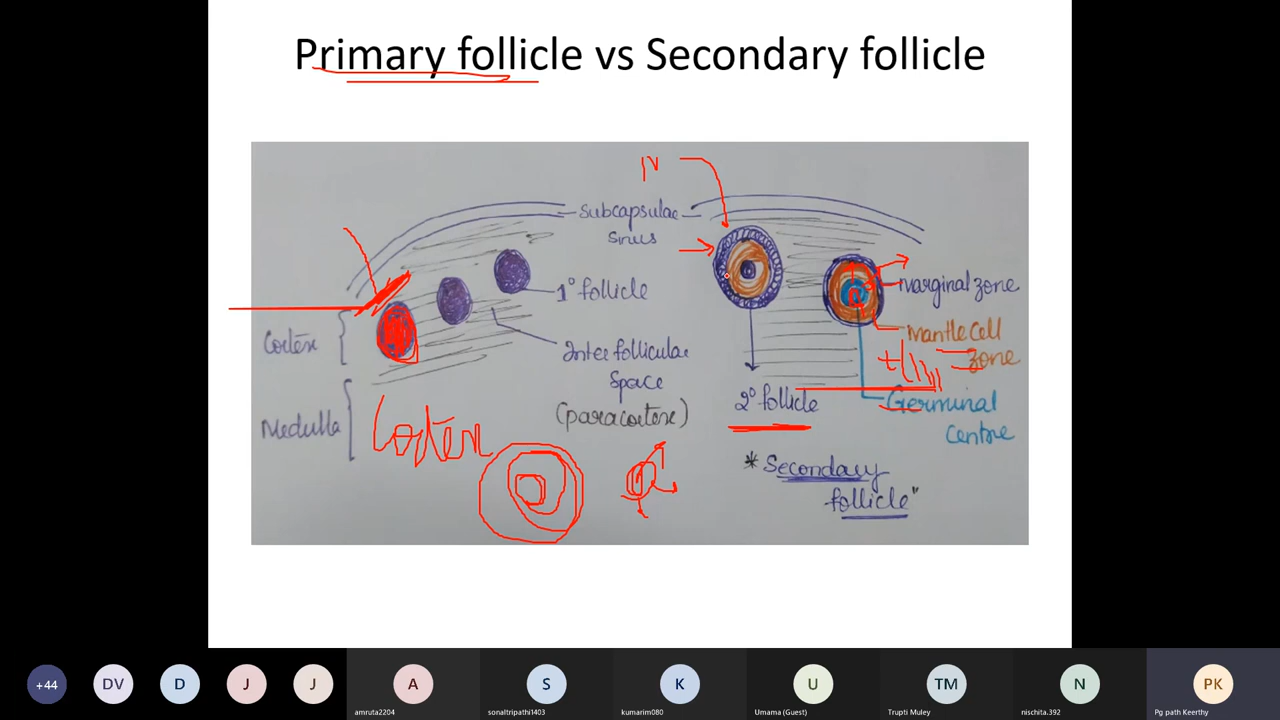 Primary follicle vs Secondary follicle
Subcapsular
sinus
1° follicle
Cortex
Interfollicular
Space
(paracortex)
Medulla
Cortex
Marginal zone
Mantle cell
zone
2° follicle
Germinal
Centre
* Secondary
follicle"
+44
DV
D
J
J
A
S
K
U
TM
N
PK
amruta2204
sonaltripathi1403
kumarim080
Umama (Guest)
Trupti Muley
nischita.392
Pg path Keerthy